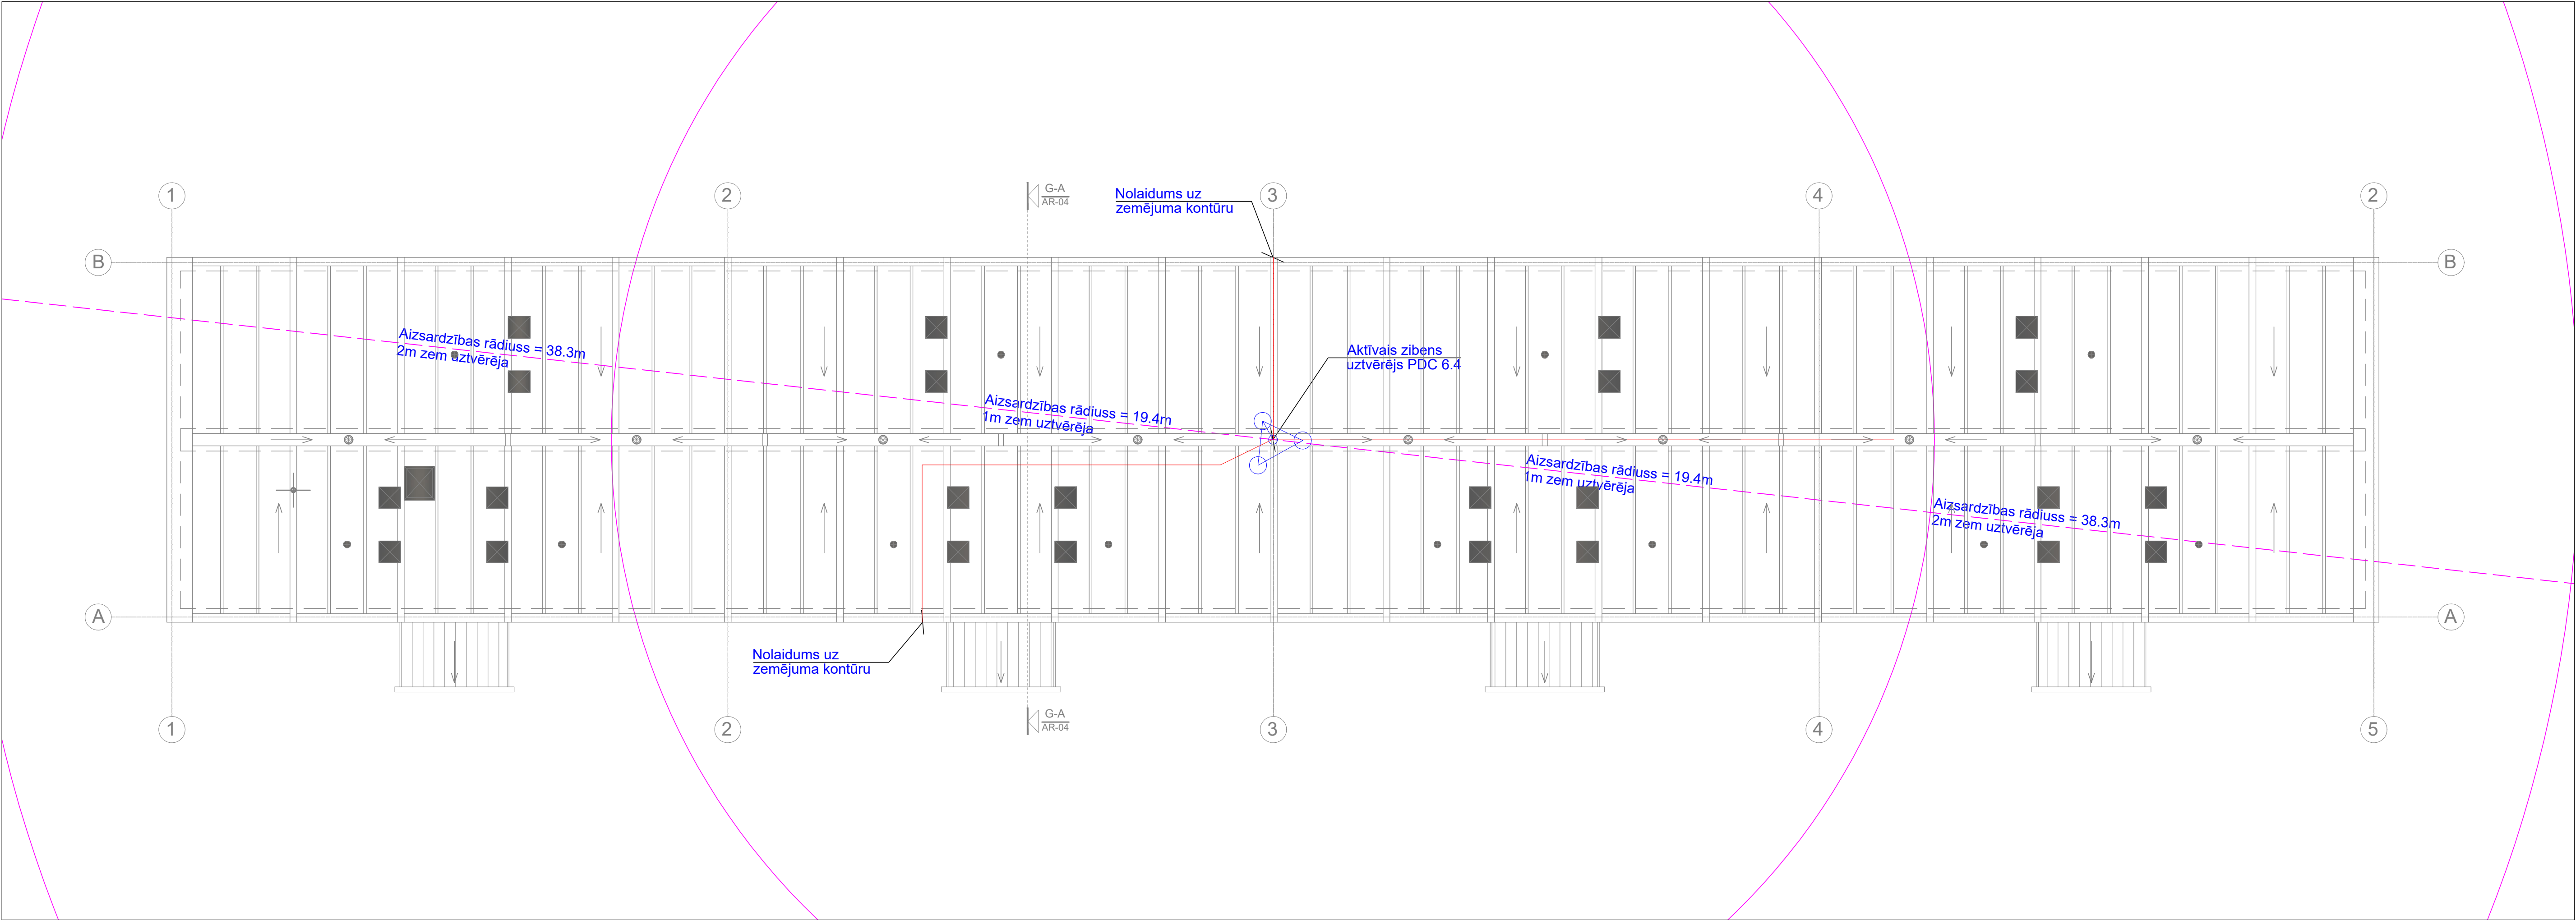 1
2
G-A
AR-04
Nolaidums uz
zemējuma kontūru
3
4
2
B
B
Aizsardzības rādiuss = 38.3m
2m zem uztvērēja
Aktīvais zibens
uztvērējs PDC 6.4
Aizsardzības rādiuss = 19.4m
1m zem uztvērēja
Aizsardzības rādiuss = 19.4m
1m zem uztvērēja
Aizsardzības rādiuss = 38.3m
2m zem uztvērēja
A
A
Nolaidums uz
zemējuma kontūru
1
2
G-A
AR-04
3
4
5